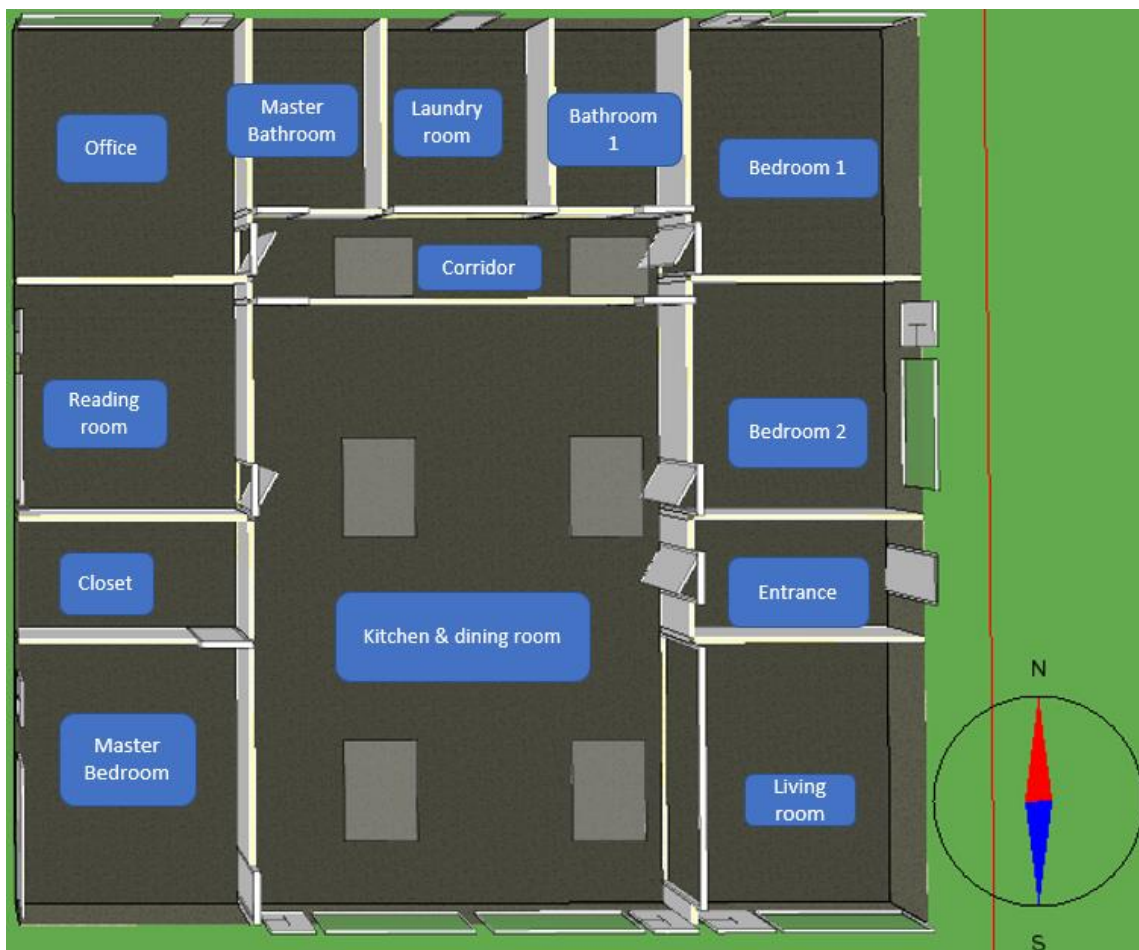 Office
Master
Bathroom
Laundry
room
Bathroom
1
Bedroom 1
Corridor
Reading
room
Bedroom 2
Closet
Entrance
Kitchen & dining room
Master
Bedroom
Living
room
N
S